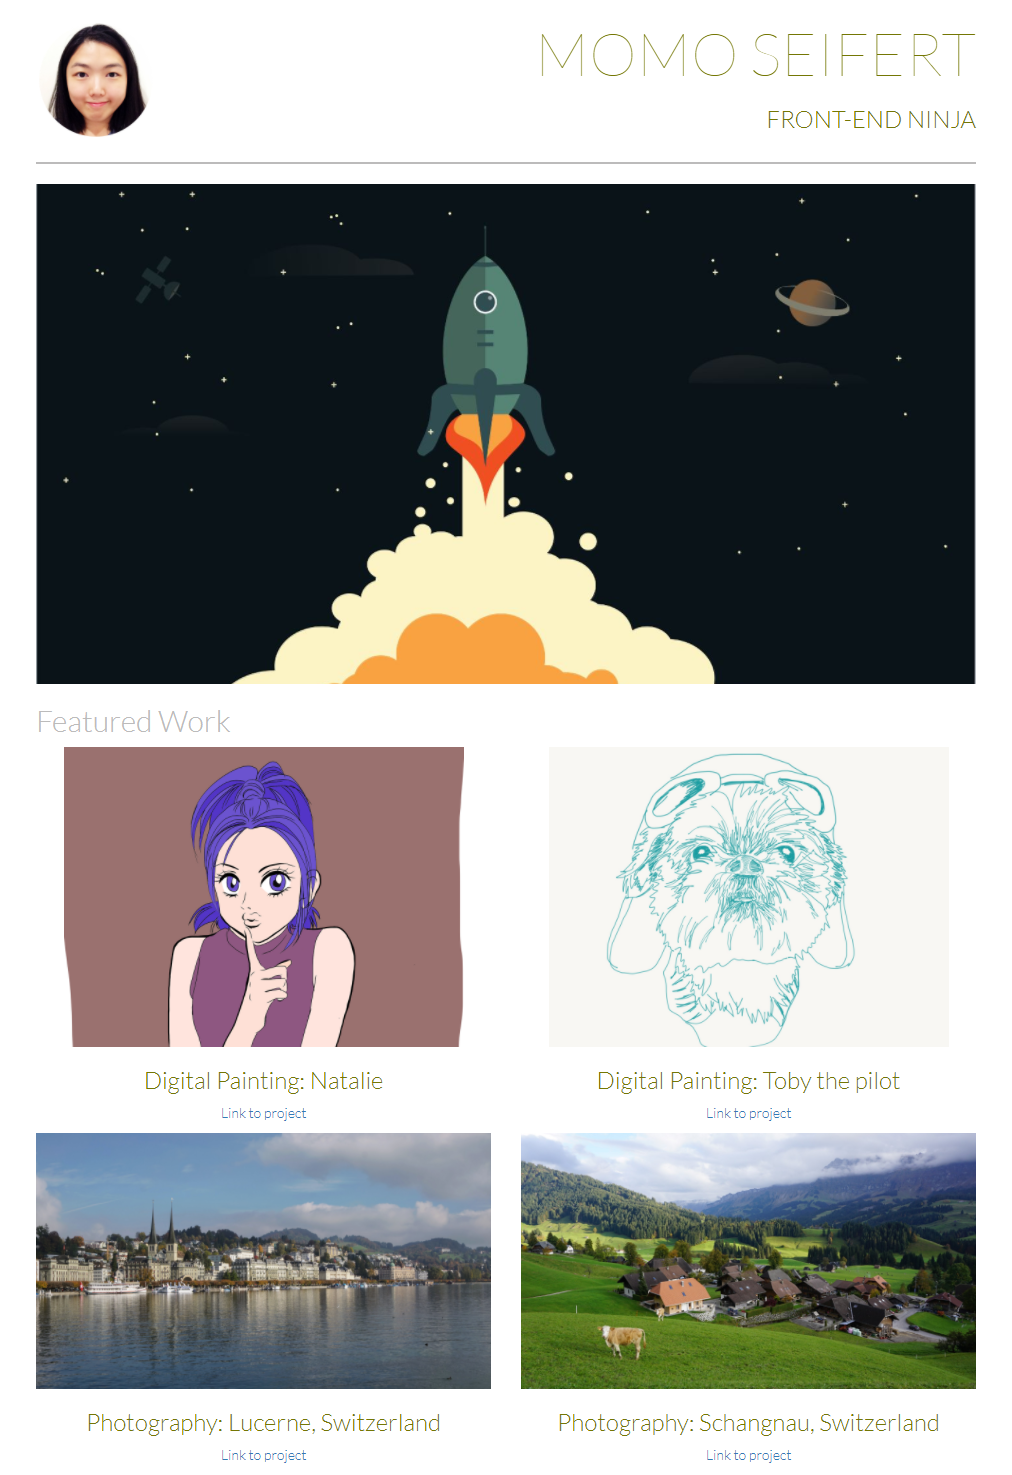 MOMO SEIFERT
FRONT-END NINJA
Featured Work
Digital Painting: Natalie
Link to project
Digital Painting: Toby the pilot
Link to project
Photography: Lucerne, Switzerland
Link to project
Photography: Schangnau, Switzerland
Link to project